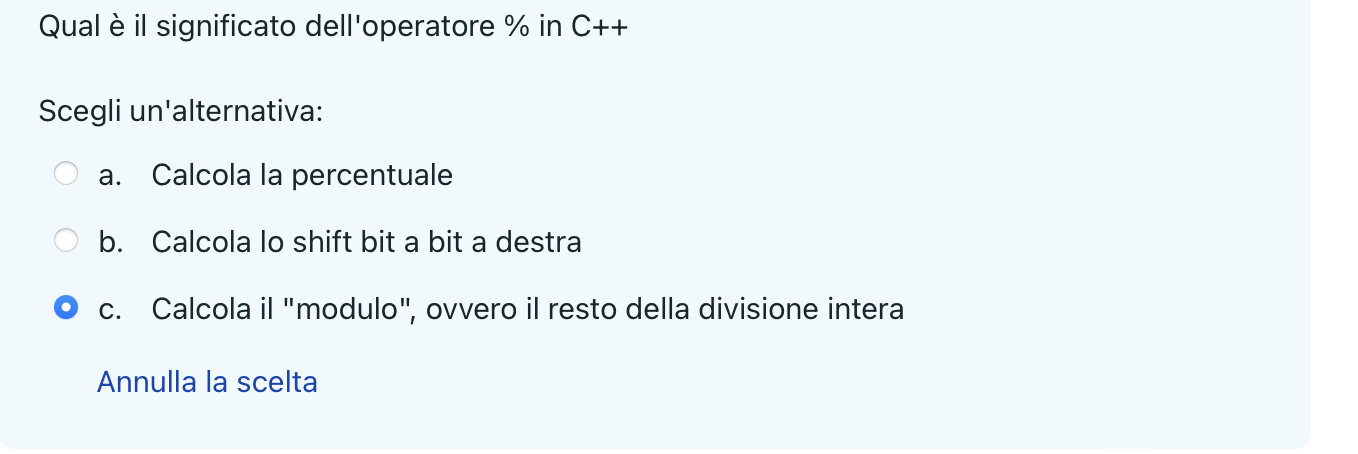 Qual è il significato dell'operatore % in C++
Scegli un'alternativa:
a. Calcola la percentuale
b. Calcola lo shift bit a bit a destra
c. Calcola il "modulo", ovvero il resto della divisione intera
Annulla la scelta